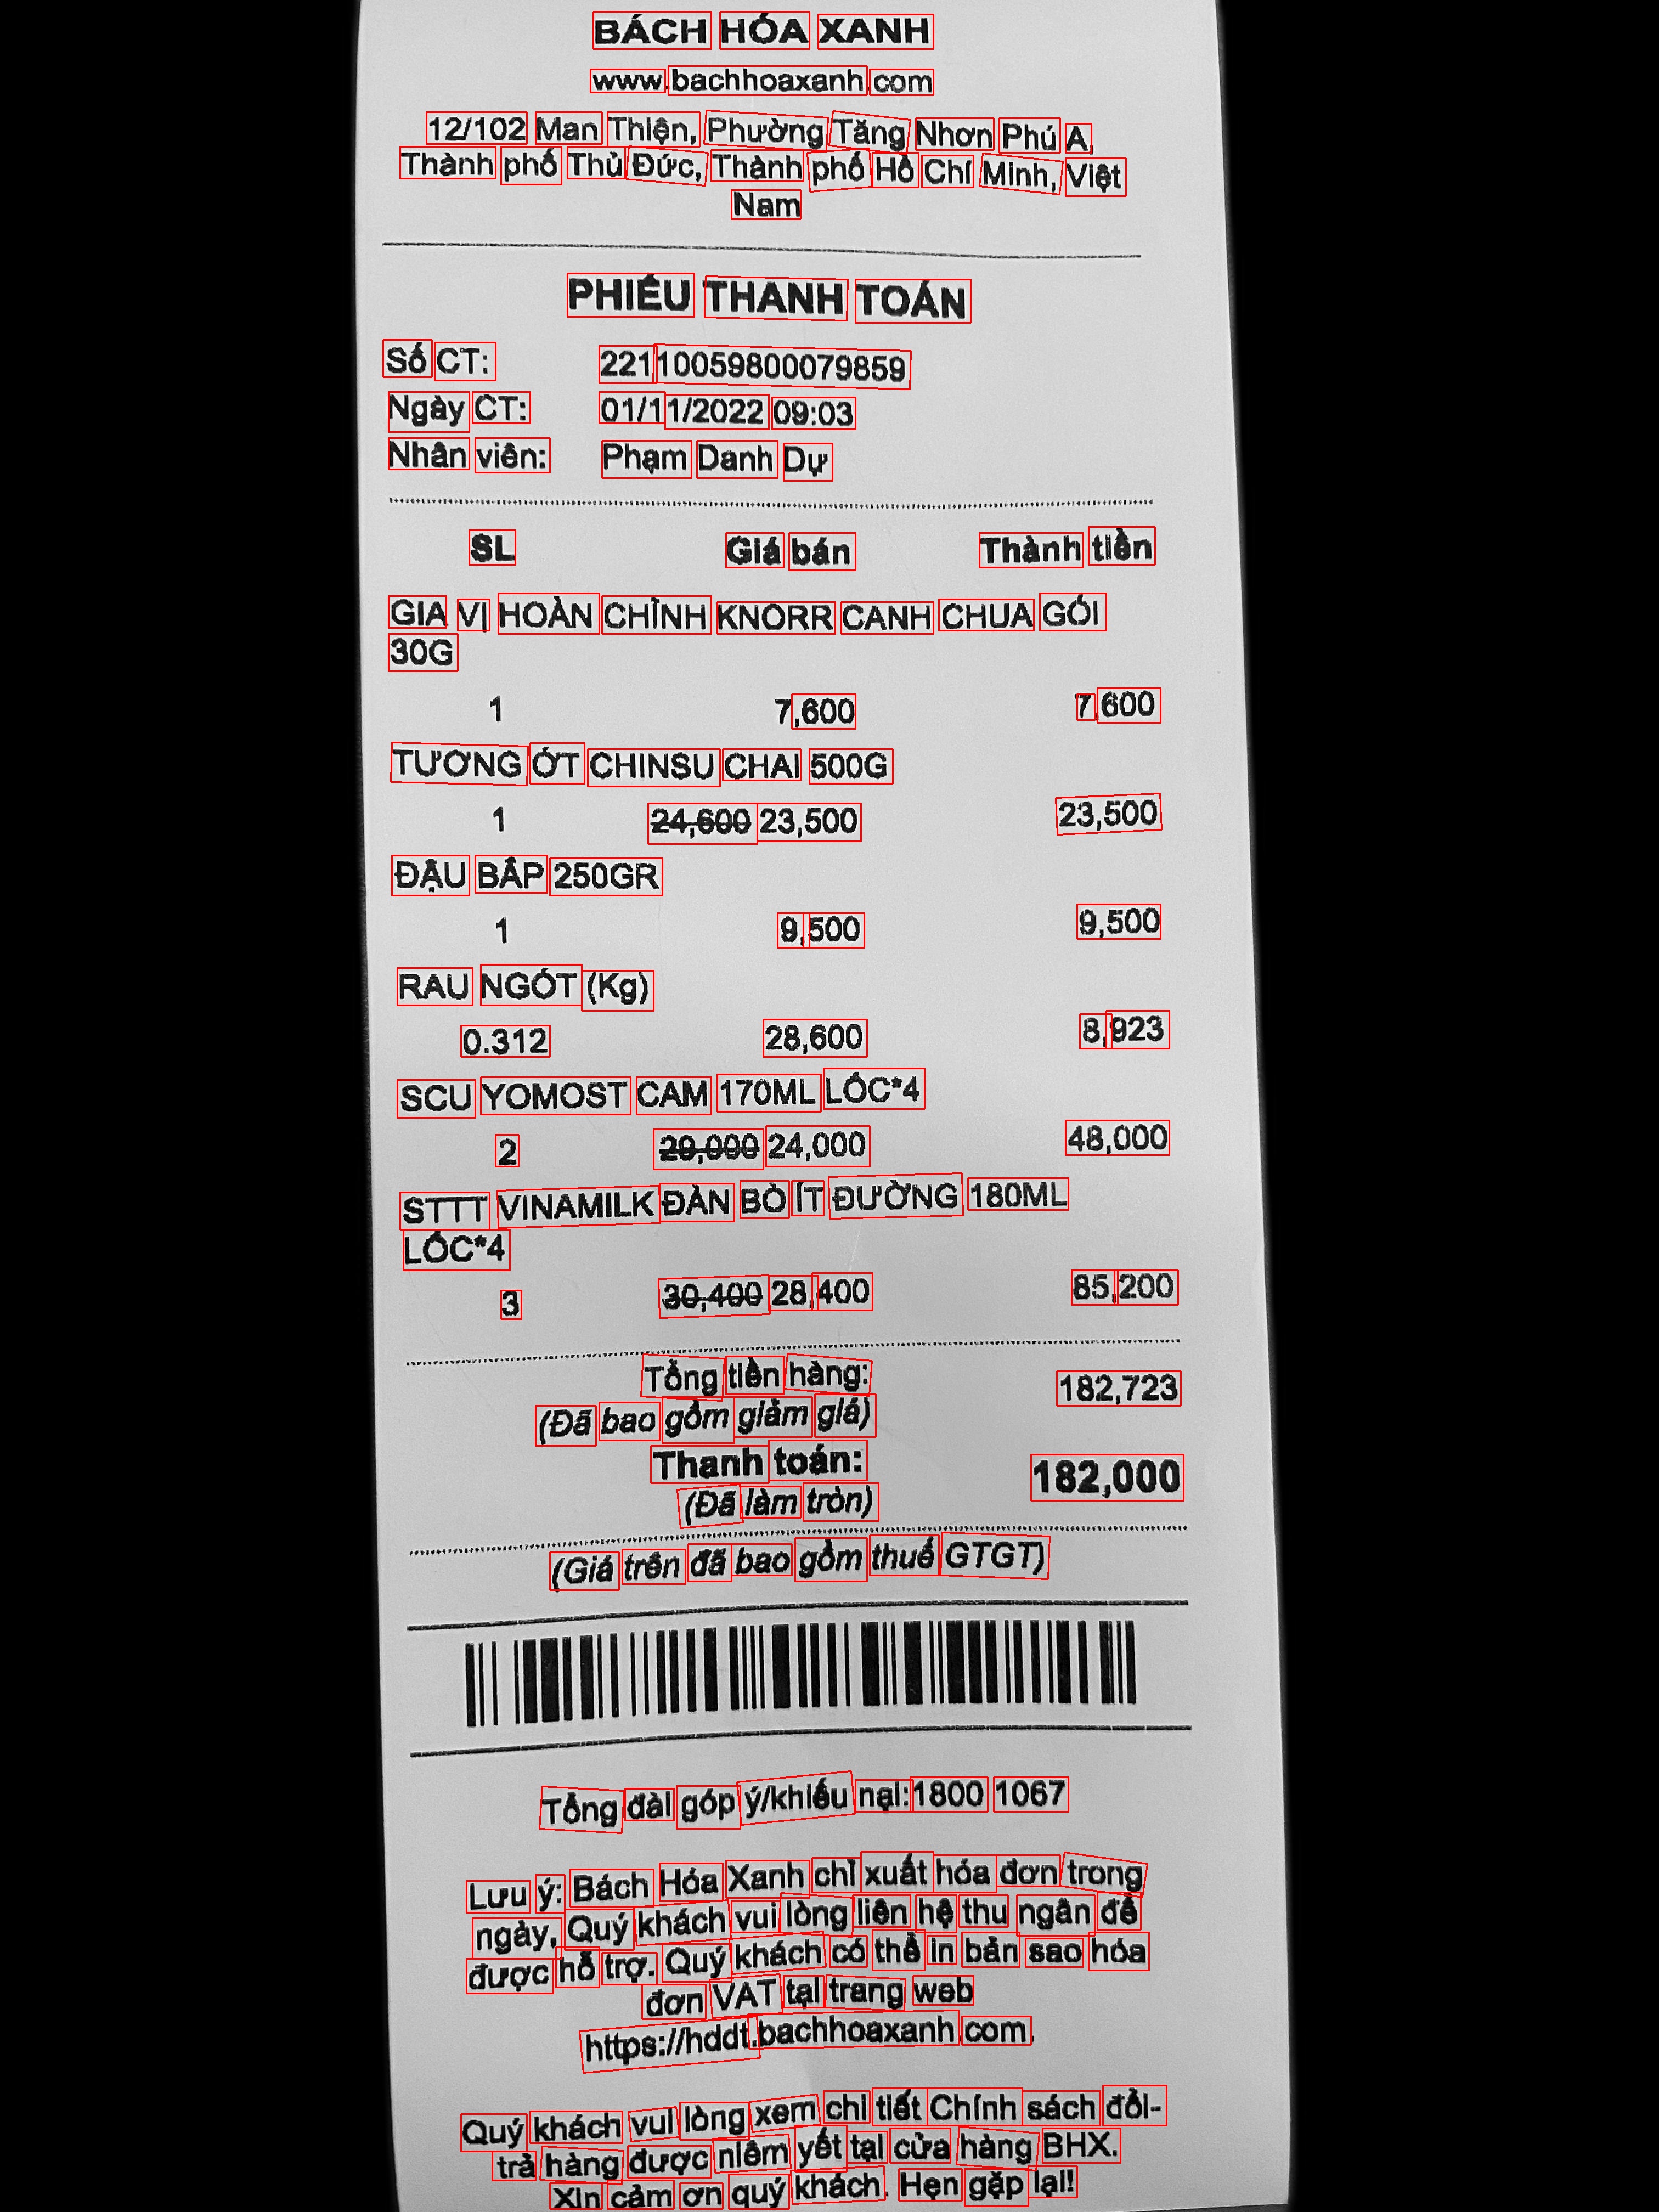 BÁCH HÓA XANH
www.bachhoaxanh.com
12/102 Man Thiện, Phường Tăng Nhơn Phú A,
Thành phố Thủ Đức, Thành phố Hồ Chí Minh, Việt
Nam
PHIẾU THANH TOÁN
Số CT: 22110059800079859
Ngày CT: 01/11/2022 09:03
Nhân viên: Phạm Danh Dự
SL Giá bán Thành tiền
GIA VỊ HOÀN CHỈNH KNORR CANH CHUA GÓI
30G
1 7,600 7,600
TƯƠNG ỚT CHINSU CHAI 500G
1 24,600 23,500 23,500
ĐẬU BẮP 250GR
1 9,500 9,500
RAU NGÓT (Kg)
0.312 28,600 8,923
SCU YOMOST CAM 170ML LỐC*4
2 29,000 24,000 48,000
STTT VINAMILK ĐÀN BÒ ÍT ĐƯỜNG 180ML
LỐC*4
3 30,400 28,400 85,200
Tổng tiền hàng: 182,723
(Đã bao gồm giảm giá)
Thanh toán: 182,000
(Đã làm tròn)
(Giá trên đã bao gồm thuế GTGT)
Tổng đài góp ý/khiếu nại:1800 1067
Lưu ý: Bách Hóa Xanh chỉ xuất hóa đơn trong
ngày, Quý khách vui lòng liên hệ thu ngân để
được hỗ trợ. Quý khách có thể in bản sao hóa
đơn VAT tại trang web
https://hddt.bachhoaxanh.com.
Quý khách vui lòng xem chi tiết Chính sách đổi-
trả hàng được niêm yết tại cửa hàng BHX.
Xin cảm ơn quý khách. Hẹn gặp lại!